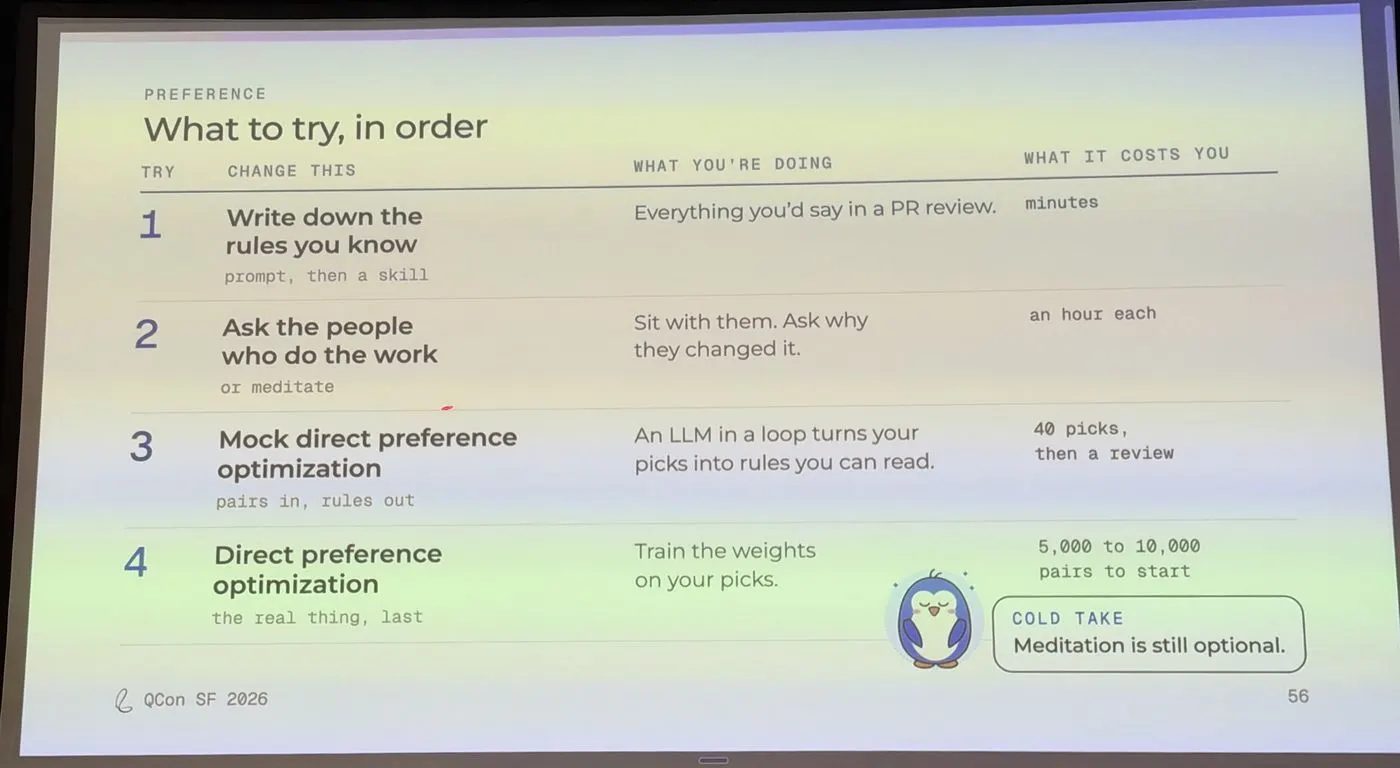 PREFERENCE
What to try, in order
TRY
CHANGE THIS
WHAT YOU'RE DOING
WHAT IT COSTS YOU
1
Write down the
rules you know
prompt, then a skill
Everything you'd say in a PR review.
minutes
2
Ask the people
who do the work
or meditate
Sit with them. Ask why
they changed it.
an hour each
3
Mock direct preference
optimization
pairs in, rules out
An LLM in a loop turns your
picks into rules you can read.
40 picks,
then a review
4
Direct preference
optimization
the real thing, last
Train the weights
on your picks.
5,000 to 10,000
pairs to start
COLD TAKE
Meditation is still optional.
QCon SF 2026
56